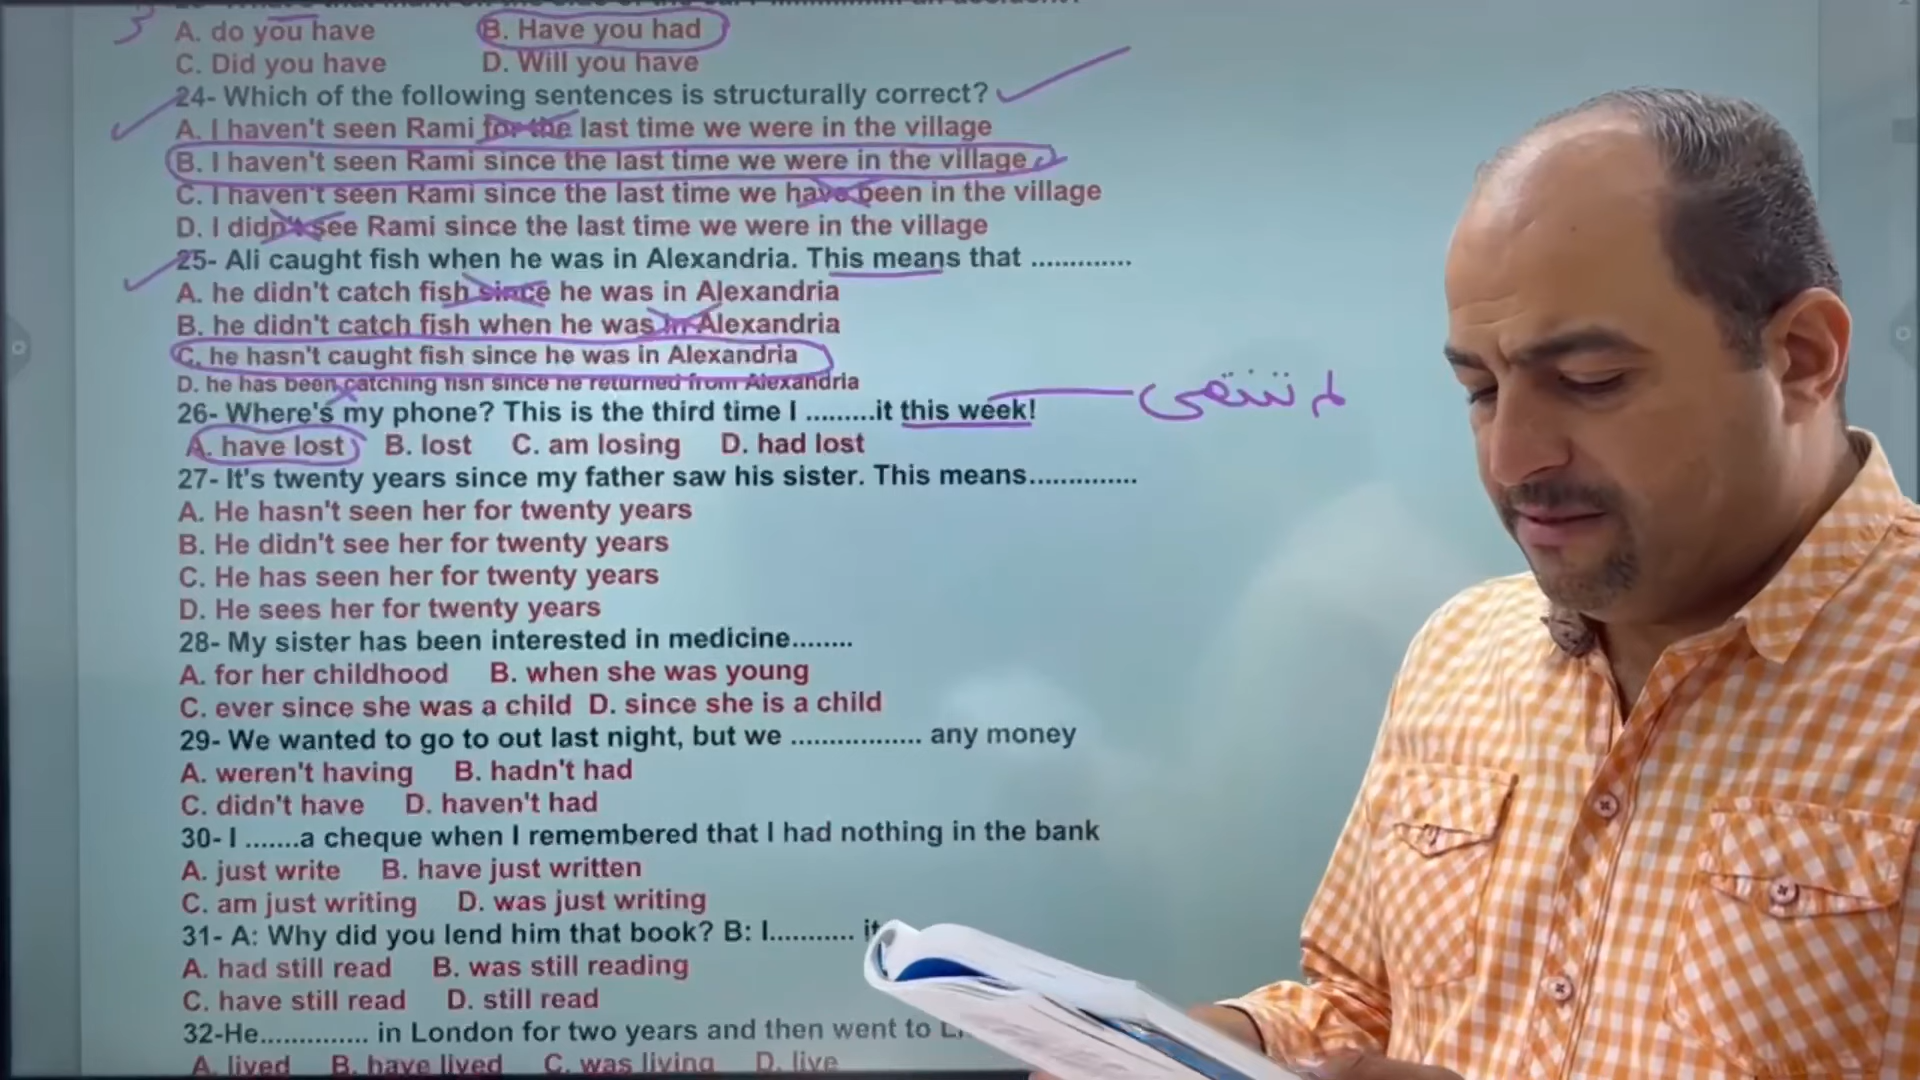 A. do you have B. Have you had
C. Did you have D. Will you have
24- Which of the following sentences is structurally correct?
A. I haven't seen Rami for the last time we were in the village
B. I haven't seen Rami since the last time we were in the village
C. I haven't seen Rami since the last time we have been in the village
D. I didn't see Rami since the last time we were in the village
25- Ali caught fish when he was in Alexandria. This means that .............
A. he didn't catch fish since he was in Alexandria
B. he didn't catch fish when he was in Alexandria
C. he hasn't caught fish since he was in Alexandria
D. he has been catching fish since he returned from Alexandria
26- Where's my phone? This is the third time I .........it this week! لم تنتهى
A. have lost B. lost C. am losing D. had lost
27- It's twenty years since my father saw his sister. This means..............
A. He hasn't seen her for twenty years
B. He didn't see her for twenty years
C. He has seen her for twenty years
D. He sees her for twenty years
28- My sister has been interested in medicine........
A. for her childhood B. when she was young
C. ever since she was a child D. since she is a child
29- We wanted to go to out last night, but we ................. any money
A. weren't having B. hadn't had
C. didn't have D. haven't had
30- I .......a cheque when I remembered that I had nothing in the bank
A. just write B. have just written
C. am just writing D. was just writing
31- A: Why did you lend him that book? B: I........... it
A. had still read B. was still reading
C. have still read D. still read
32-He.............. in London for two years and then went to
A. lived B. have lived C. was living D. live